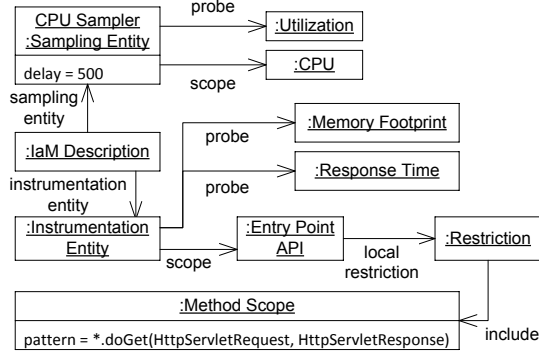 CPU Sampler
:Sampling Entity
probe
:Utilization
delay = 500
scope
:CPU
sampling
entity
probe
:Memory Footprint
:IaM Description
instrumentation
entity
probe
:Response Time
:Instrumentation
Entity
scope
:Entry Point
API
local
restriction
:Restriction
:Method Scope
include
pattern = *.doGet(HttpServletRequest, HttpServletResponse)